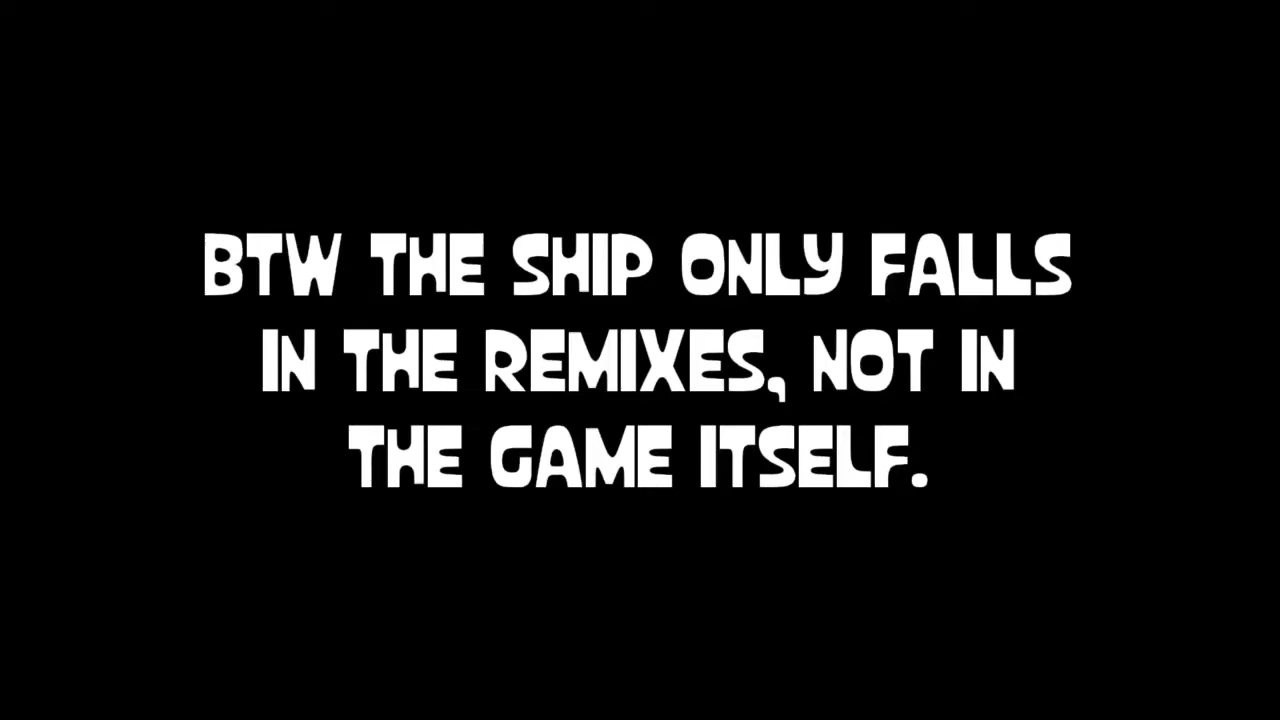 BTW THE SHIP ONLY FALLS
IN THE REMIXES, NOT IN
THE GAME ITSELF.